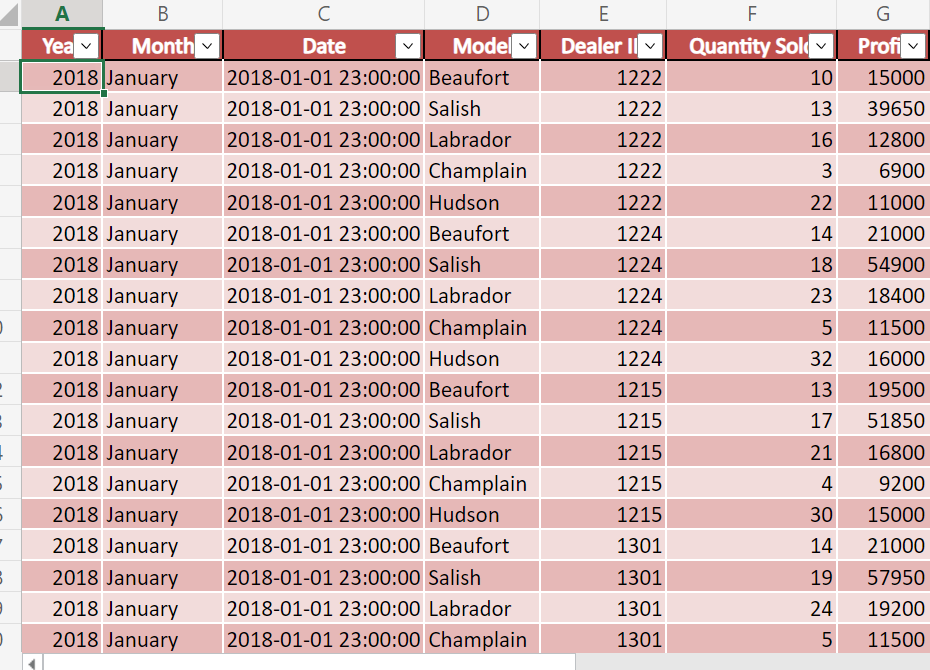 A B C D E F G
Yea Month Date Model Dealer II Quantity Solc Profi
2018 January 2018-01-01 23:00:00 Beaufort 1222 10 15000
2018 January 2018-01-01 23:00:00 Salish 1222 13 39650
2018 January 2018-01-01 23:00:00 Labrador 1222 16 12800
2018 January 2018-01-01 23:00:00 Champlain 1222 3 6900
2018 January 2018-01-01 23:00:00 Hudson 1222 22 11000
2018 January 2018-01-01 23:00:00 Beaufort 1224 14 21000
2018 January 2018-01-01 23:00:00 Salish 1224 18 54900
2018 January 2018-01-01 23:00:00 Labrador 1224 23 18400
2018 January 2018-01-01 23:00:00 Champlain 1224 5 11500
2018 January 2018-01-01 23:00:00 Hudson 1224 32 16000
2018 January 2018-01-01 23:00:00 Beaufort 1215 13 19500
2018 January 2018-01-01 23:00:00 Salish 1215 17 51850
2018 January 2018-01-01 23:00:00 Labrador 1215 21 16800
2018 January 2018-01-01 23:00:00 Champlain 1215 4 9200
2018 January 2018-01-01 23:00:00 Hudson 1215 30 15000
2018 January 2018-01-01 23:00:00 Beaufort 1301 14 21000
2018 January 2018-01-01 23:00:00 Salish 1301 19 57950
2018 January 2018-01-01 23:00:00 Labrador 1301 24 19200
2018 January 2018-01-01 23:00:00 Champlain 1301 5 11500